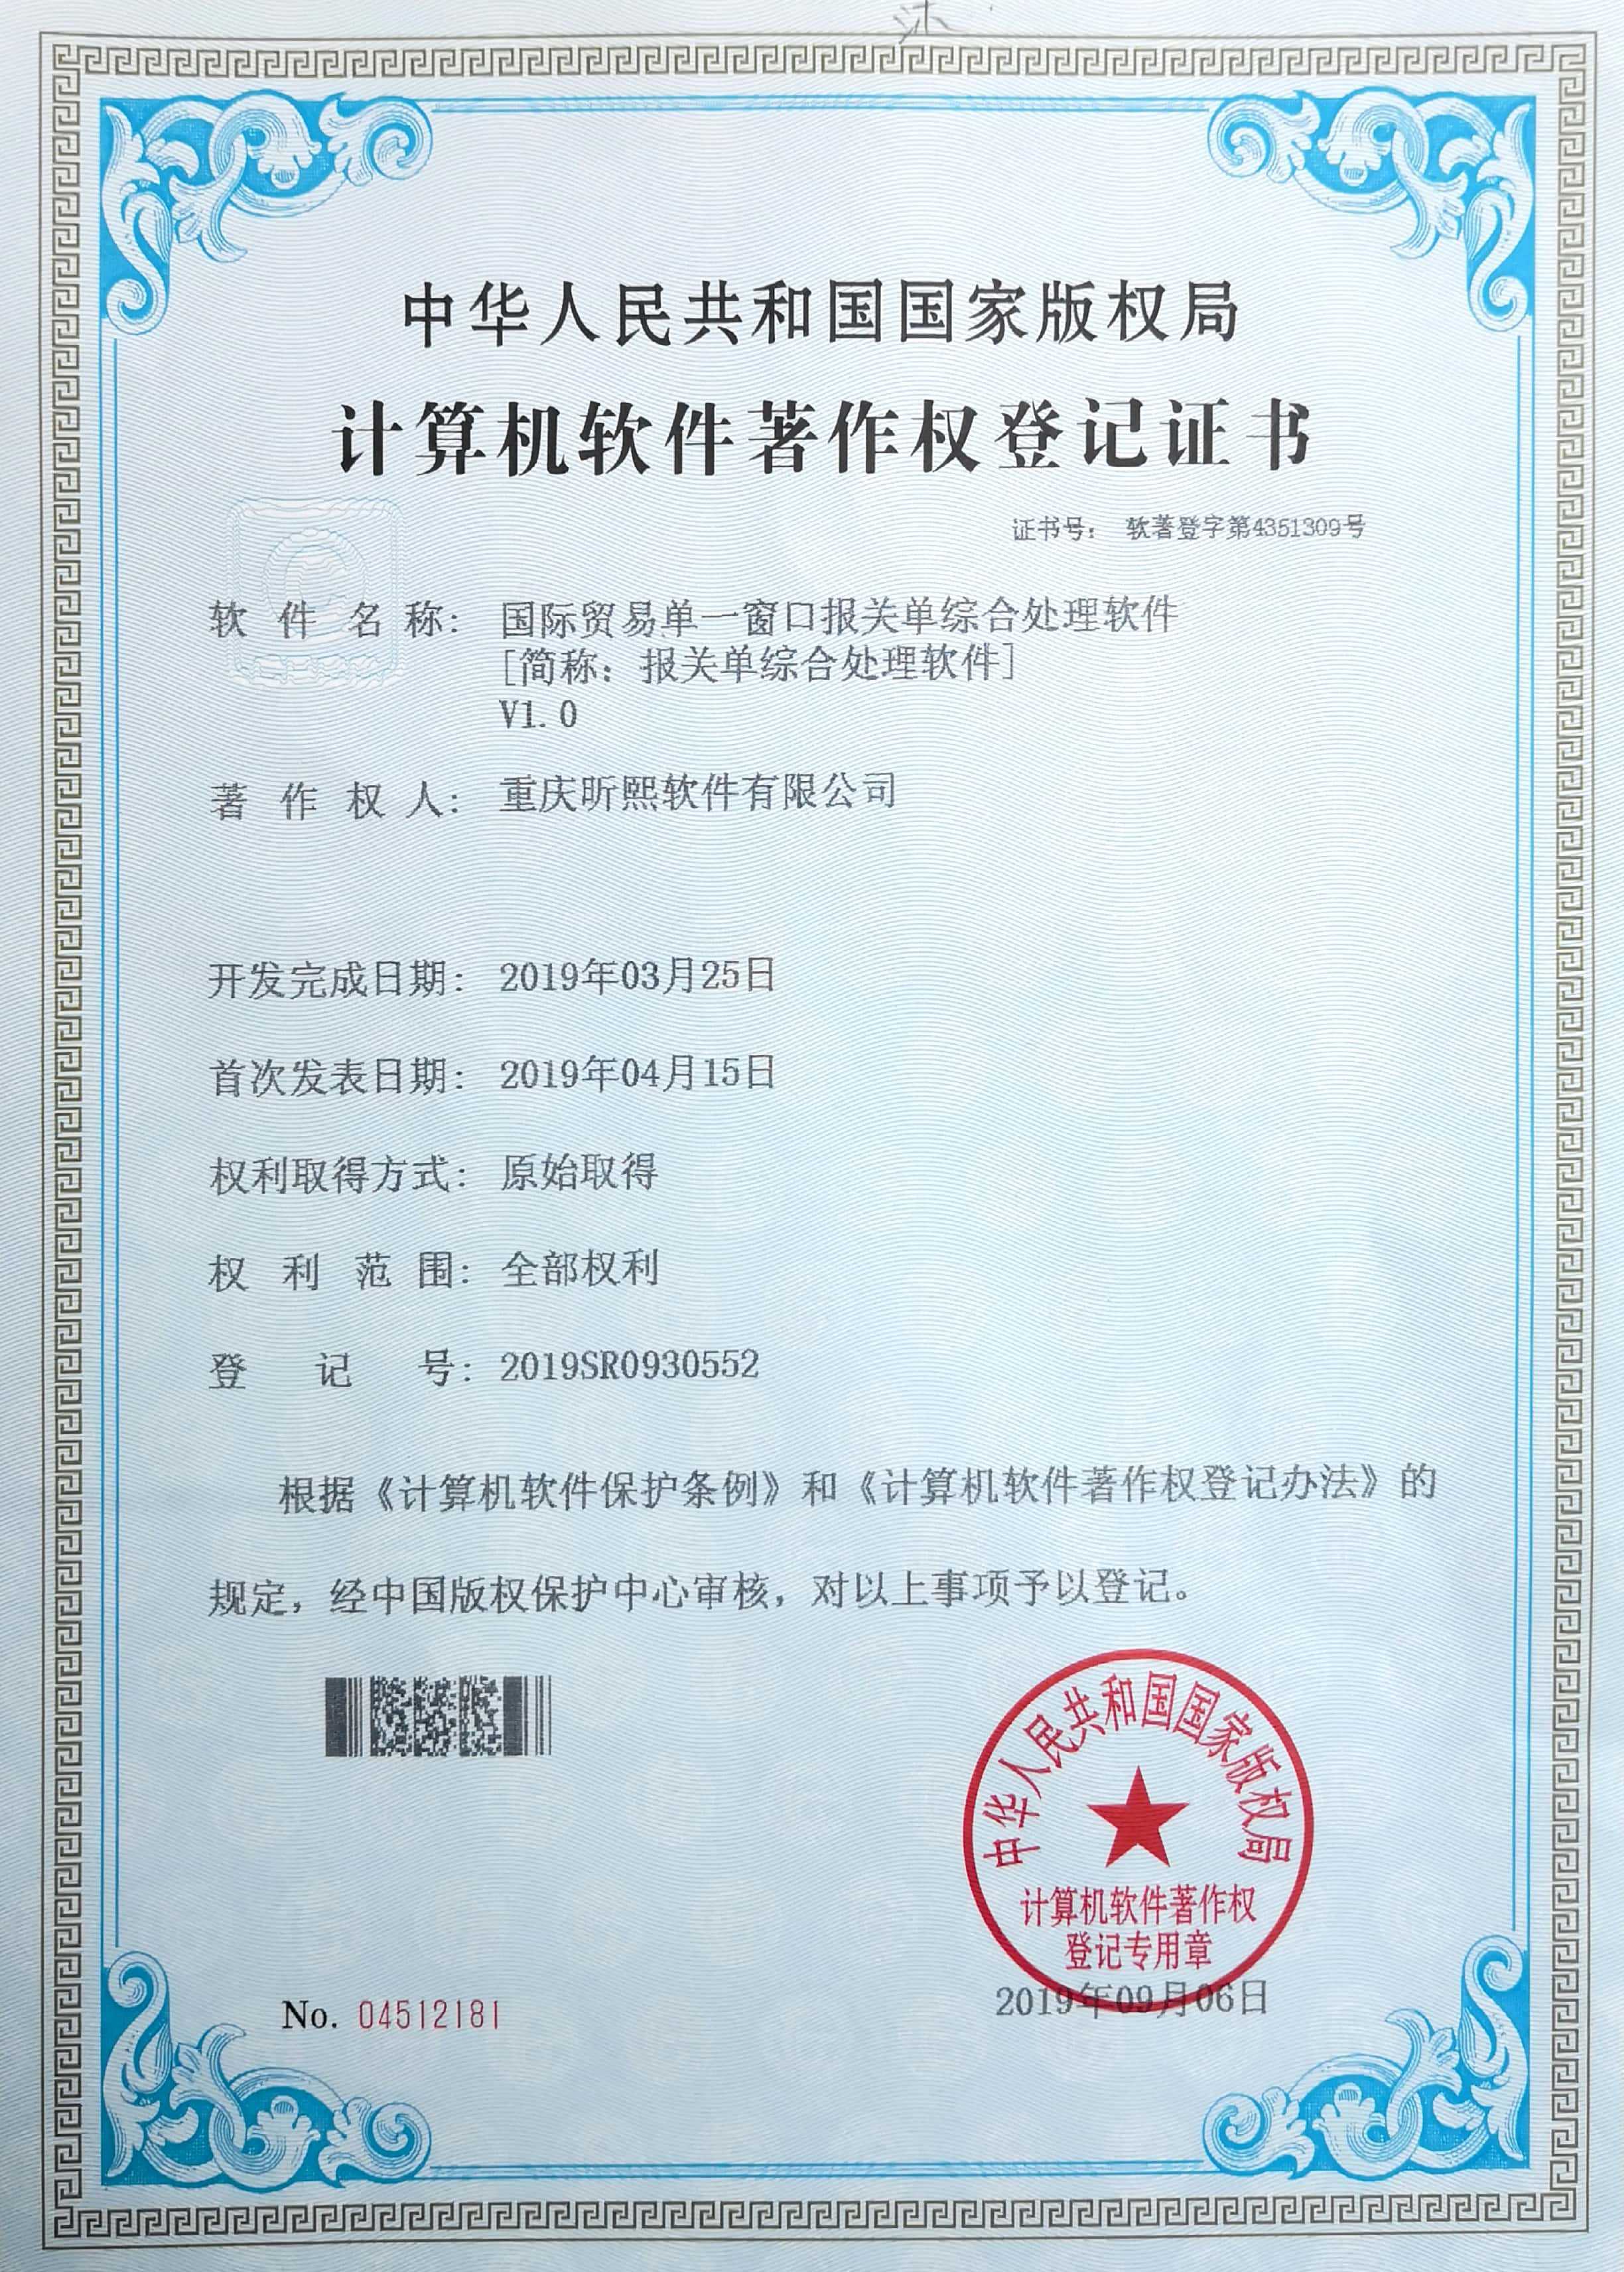 中华人民共和国国家版权局
计算机软件著作权登记证书
证书号： 软著登字第4351309号
软件名称： 国际贸易单一窗口报关单综合处理软件
[简称：报关单综合处理软件]
V1.0
著作权人： 重庆昕熙软件有限公司
开发完成日期： 2019年03月25日
首次发表日期： 2019年04月15日
权利取得方式： 原始取得
权利范围： 全部权利
登记号： 2019SR0930552
根据《计算机软件保护条例》和《计算机软件著作权登记办法》的
规定，经中国版权保护中心审核，对以上事项予以登记。
中华人民共和国国家版权局
计算机软件著作权
登记专用章
2019年09月06日
No. 04512181